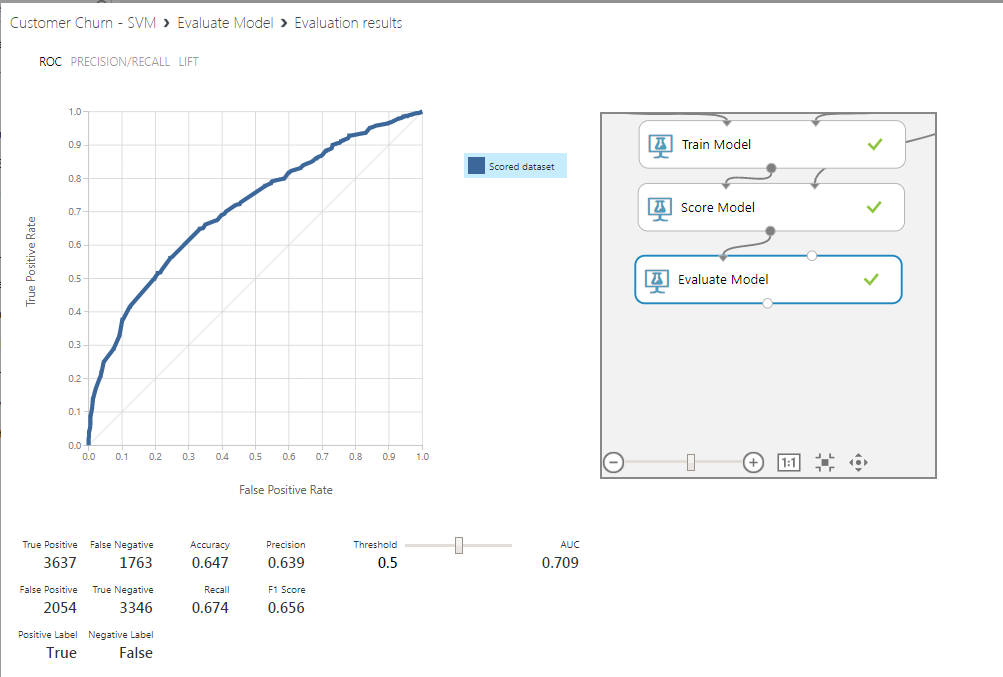 Customer Churn - SVM › Evaluate Model › Evaluation results
ROC PRECISION/RECALL LIFT
1.0
0.9
0.8
0.7
0.6
0.5
0.4
0.3
0.2
0.1
0.0
True Positive Rate
0.0 0.1 0.2 0.3 0.4 0.5 0.6 0.7 0.8 0.9 1.0
False Positive Rate
Scored dataset
Train Model
Score Model
Evaluate Model
1:1
True Positive False Negative Accuracy Precision Threshold AUC
3637 1763 0.647 0.639 0.5 0.709
False Positive True Negative Recall F1 Score
2054 3346 0.674 0.656
Positive Label Negative Label
True False